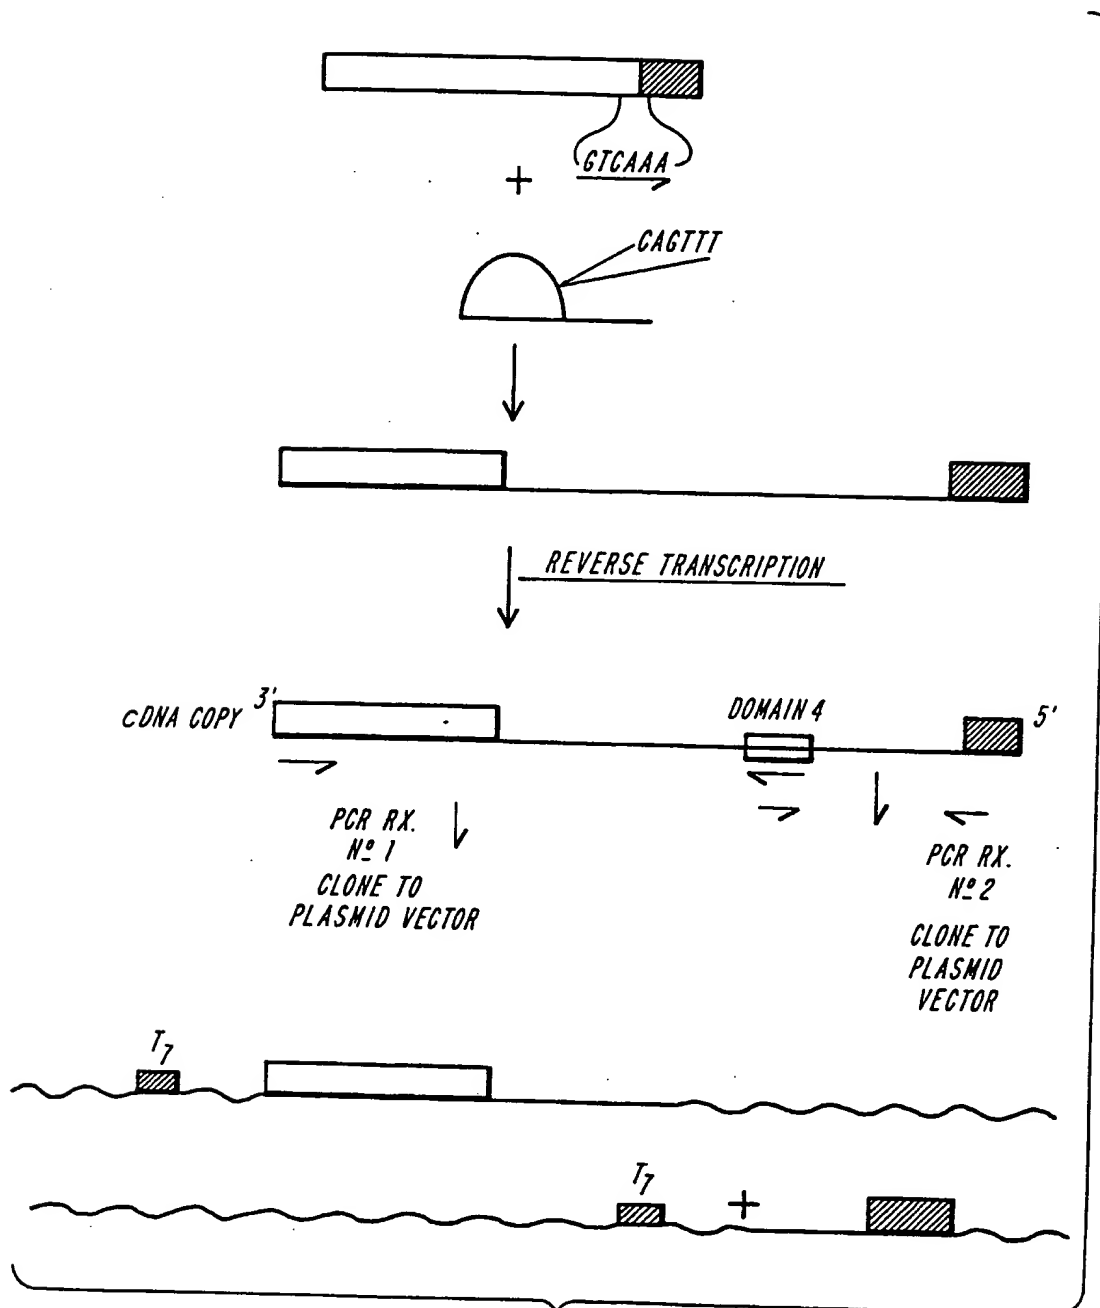 GTCAAA
+
CAGTTT
REVERSE TRANSCRIPTION
cDNA COPY 3'
DOMAIN 4
5'
PCR RX.
Nº 1
CLONE TO
PLASMID VECTOR
PCR RX.
Nº 2
CLONE TO
PLASMID
VECTOR
T7
T7
+